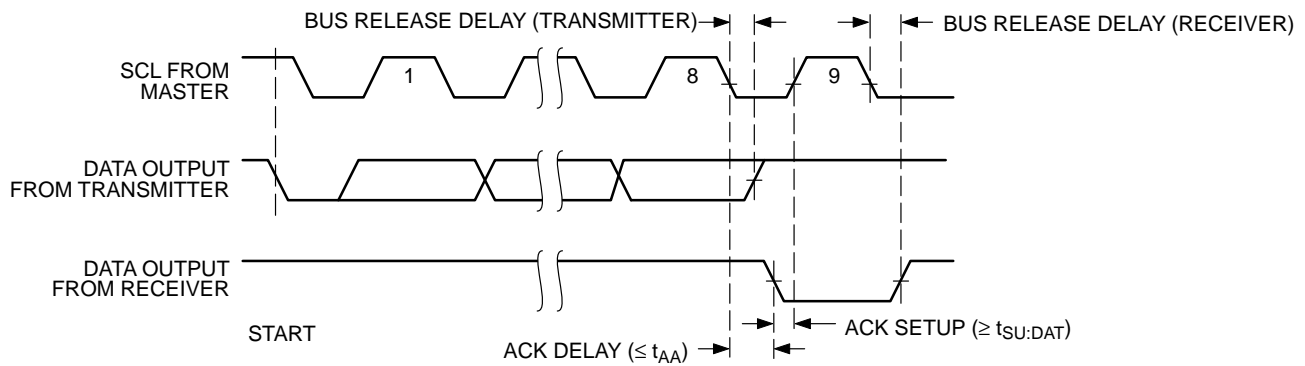 BUS RELEASE DELAY (TRANSMITTER)
BUS RELEASE DELAY (RECEIVER)
SCL FROM
MASTER
1
8
9
DATA OUTPUT
FROM TRANSMITTER
DATA OUTPUT
FROM RECEIVER
START
ACK SETUP (≥ tSU:DAT)
ACK DELAY (≤ tAA)